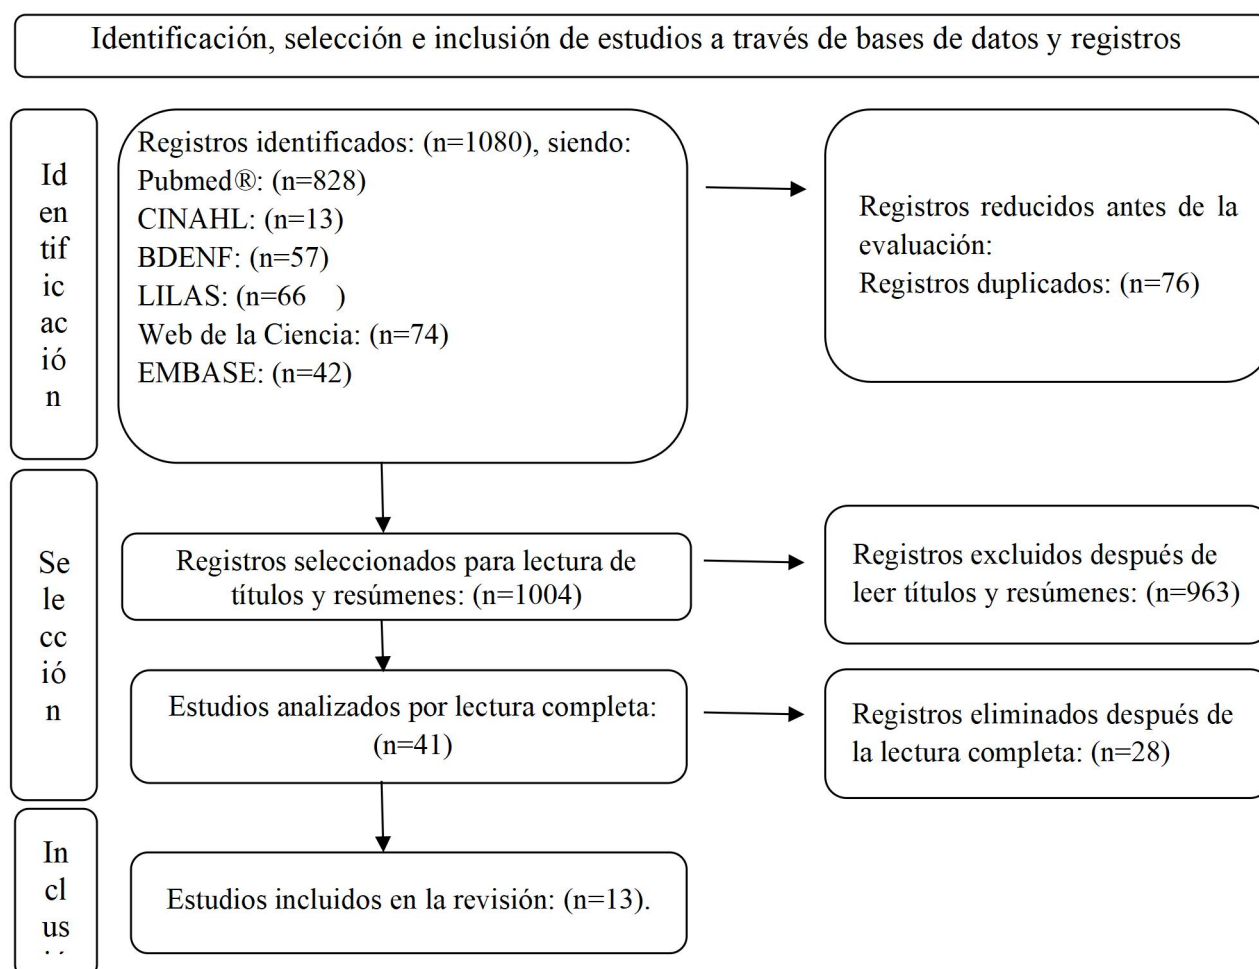 Identificación, selección e inclusión de estudios a través de bases de datos y registros
Id
en
tif
ic
ac
ió
n
Registros identificados: (n=1080), siendo:
Pubmed®: (n=828)
CINAHL: (n=13)
BDENF: (n=57)
LILAS: (n=66    )
Web de la Ciencia: (n=74)
EMBASE: (n=42)
Registros reducidos antes de la
evaluación:
Registros duplicados: (n=76)
Se
le
cc
ió
n
Registros seleccionados para lectura de
títulos y resúmenes: (n=1004)
Registros excluidos después de
leer títulos y resúmenes: (n=963)
Estudios analizados por lectura completa:
(n=41)
Registros eliminados después de
la lectura completa: (n=28)
In
cl
us
Estudios incluidos en la revisión: (n=13).